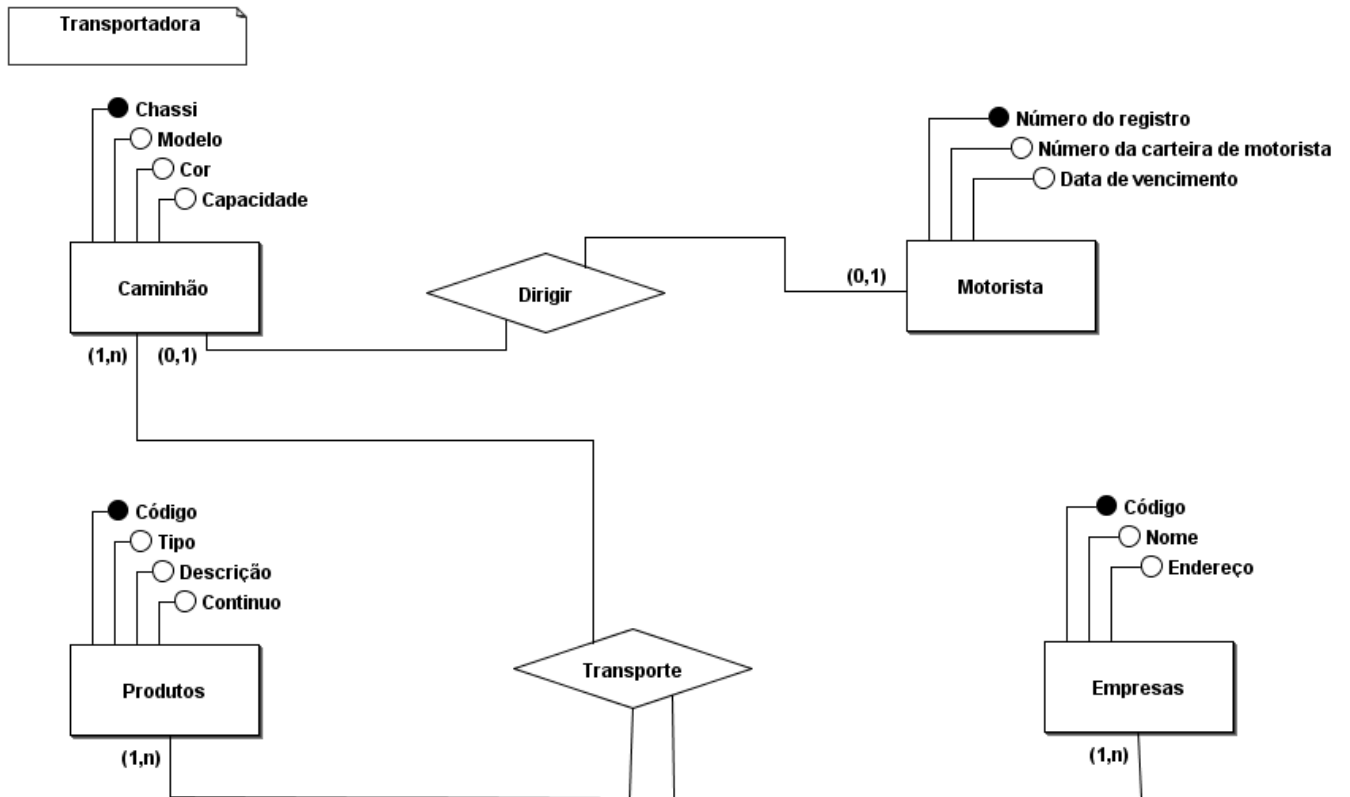 Transportadora
Chassi
Modelo
Cor
Capacidade
Caminhão
(1,n)
(0,1)
Dirigir
(0,1)
Número do registro
Número da carteira de motorista
Data de vencimento
Motorista
Código
Tipo
Descrição
Continuo
Produtos
(1,n)
Transporte
Código
Nome
Endereço
Empresas
(1,n)